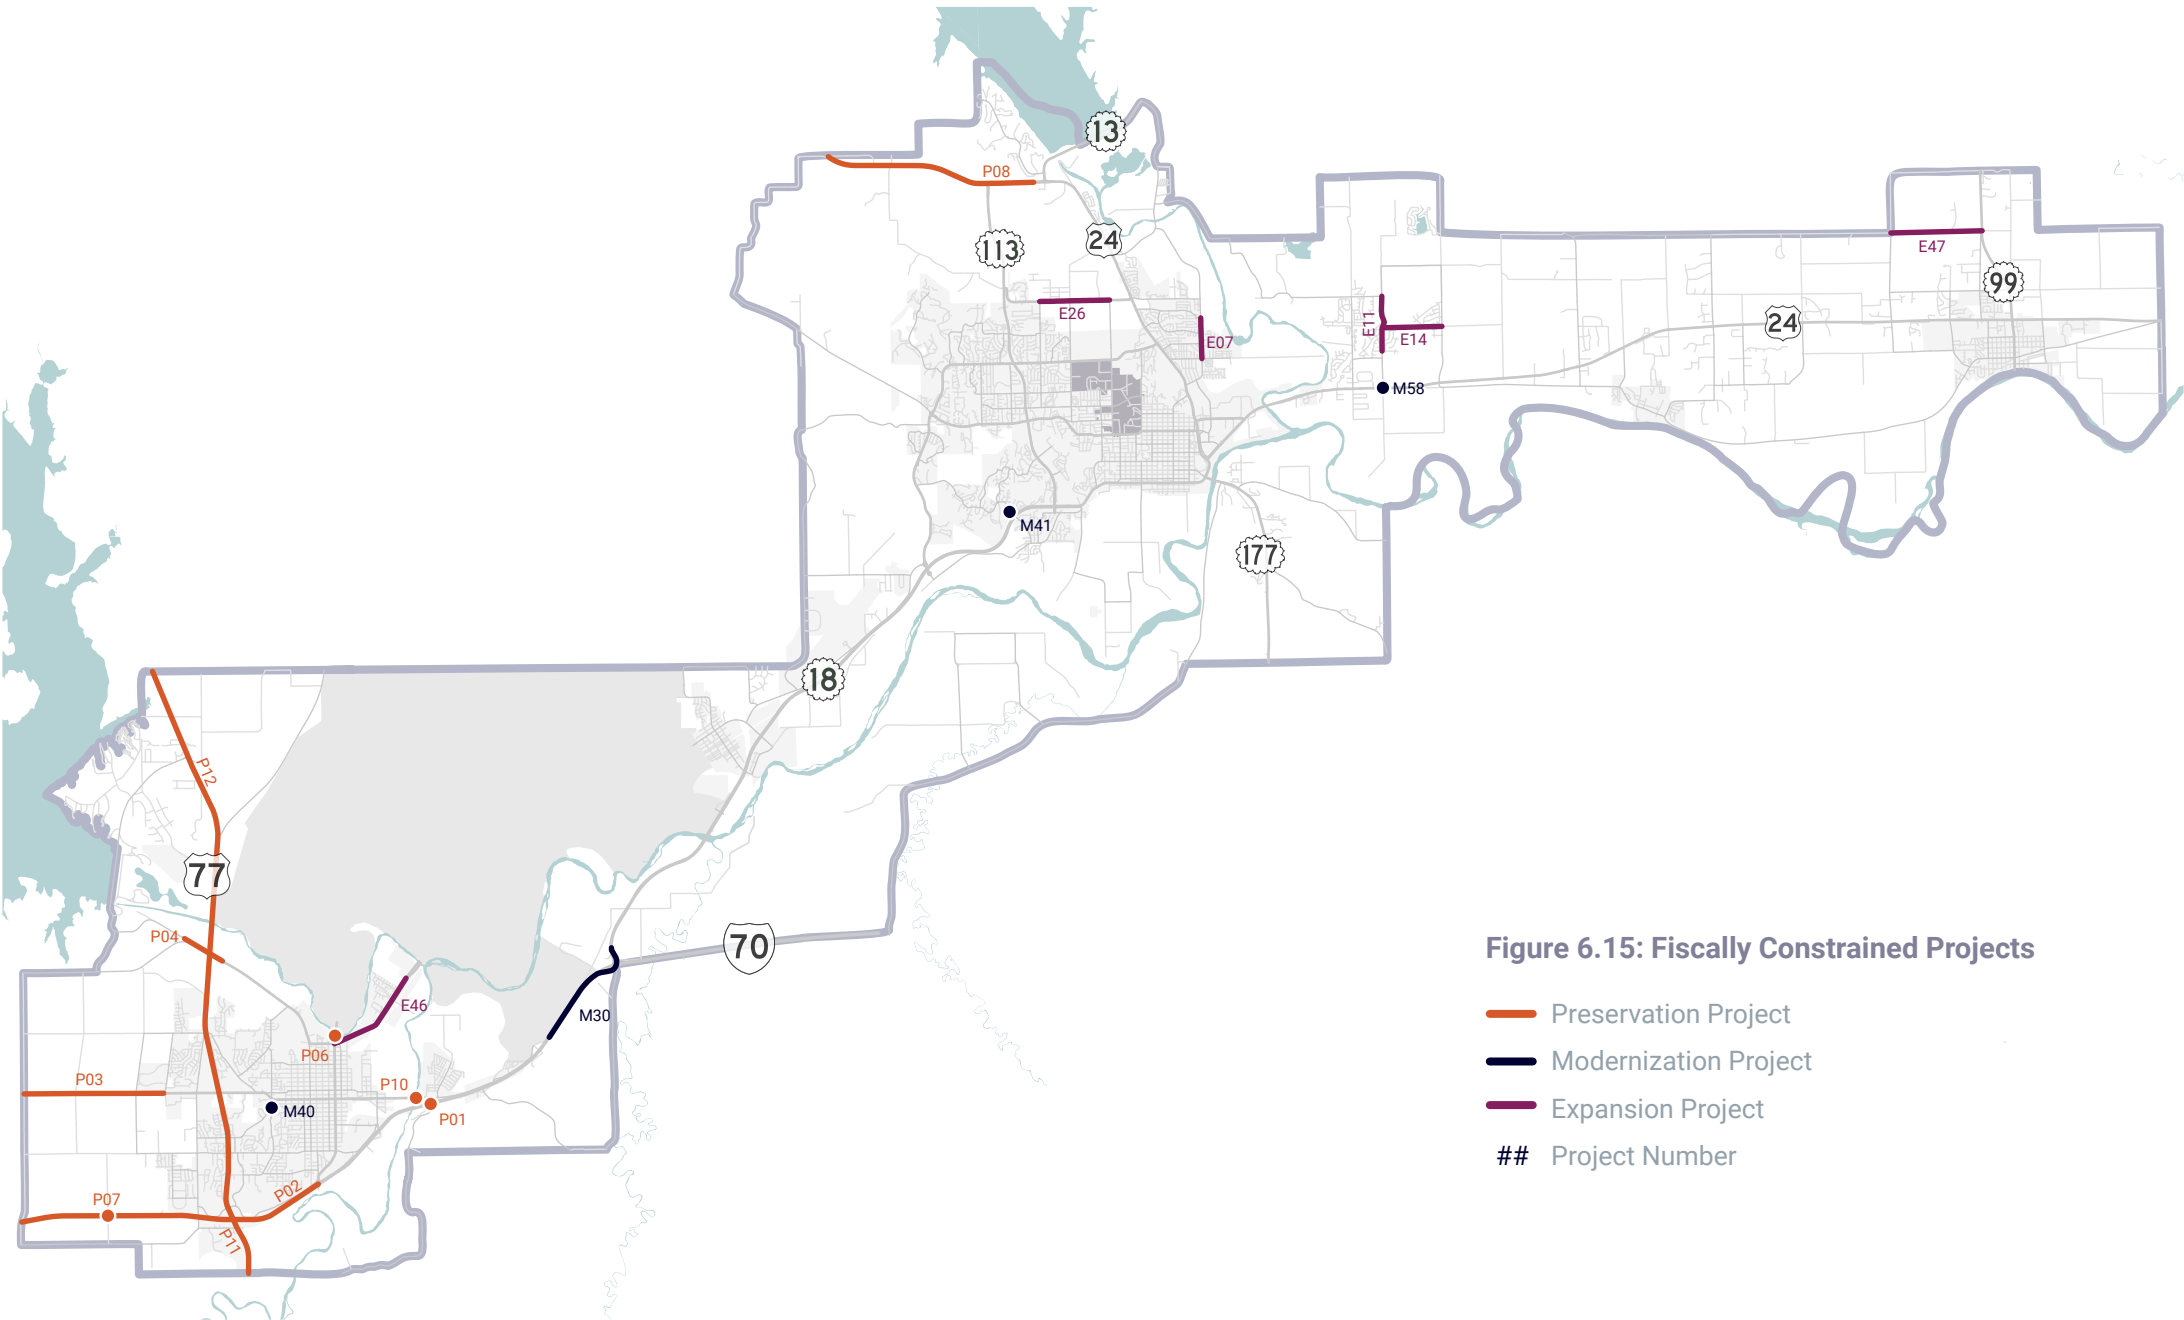 13
P08
113
24
E47
99
E26
E07
E11
E14
24
M58
M41
177
18
P12
77
P04
70
E46
M30
P06
P03
P10
M40
P01
P02
P07
P11
Figure 6.15: Fiscally Constrained Projects
Preservation Project
Modernization Project
Expansion Project
## Project Number